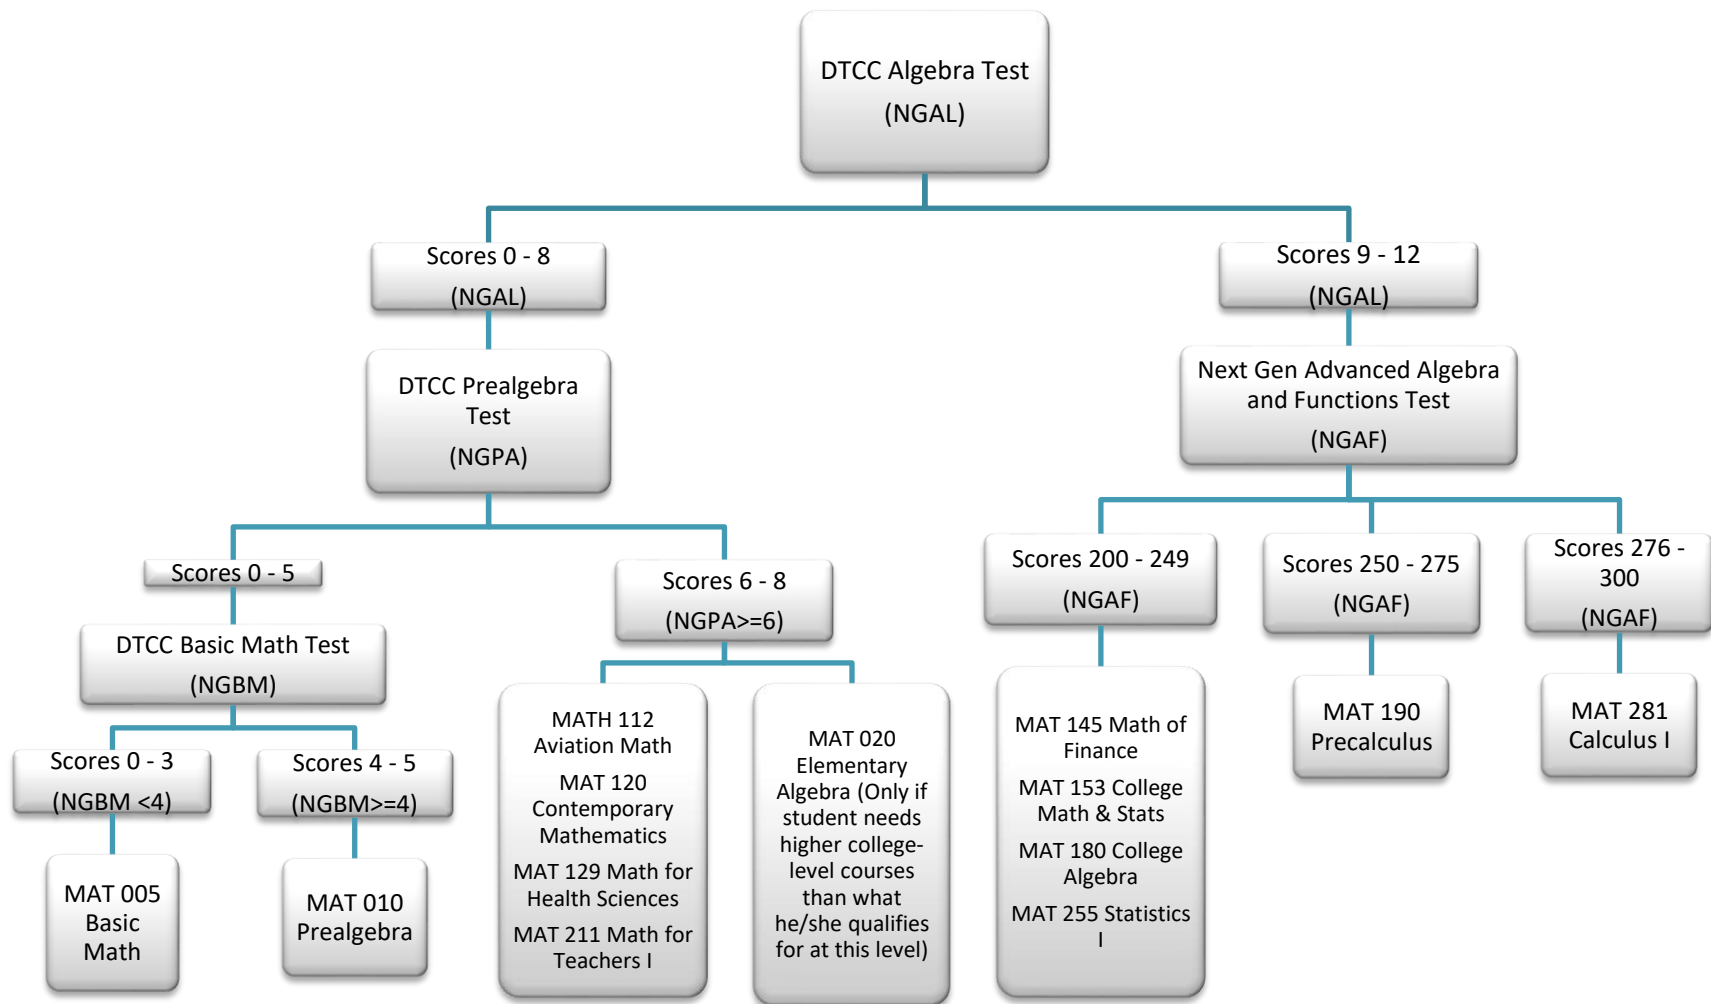 DTCC Algebra Test
(NGAL)
Scores 0 - 8
(NGAL)
Scores 9 - 12
(NGAL)
DTCC Prealgebra
Test
(NGPA)
Next Gen Advanced Algebra
and Functions Test
(NGAF)
Scores 0 - 5
Scores 6 - 8
(NGPA>=6)
Scores 200 - 249
(NGAF)
Scores 250 - 275
(NGAF)
Scores 276 -
300
(NGAF)
DTCC Basic Math Test
(NGBM)
Scores 0 - 3
(NGBM <4)
Scores 4 - 5
(NGBM>=4)
MAT 005
Basic
Math
MAT 010
Prealgebra
MATH 112
Aviation Math
MAT 120
Contemporary
Mathematics
MAT 129 Math for
Health Sciences
MAT 211 Math for
Teachers I
MAT 020
Elementary
Algebra (Only if
student needs
higher college-
level courses
than what
he/she qualifies
for at this level)
MAT 145 Math of
Finance
MAT 153 College
Math & Stats
MAT 180 College
Algebra
MAT 255 Statistics
I
MAT 190
Precalculus
MAT 281
Calculus I